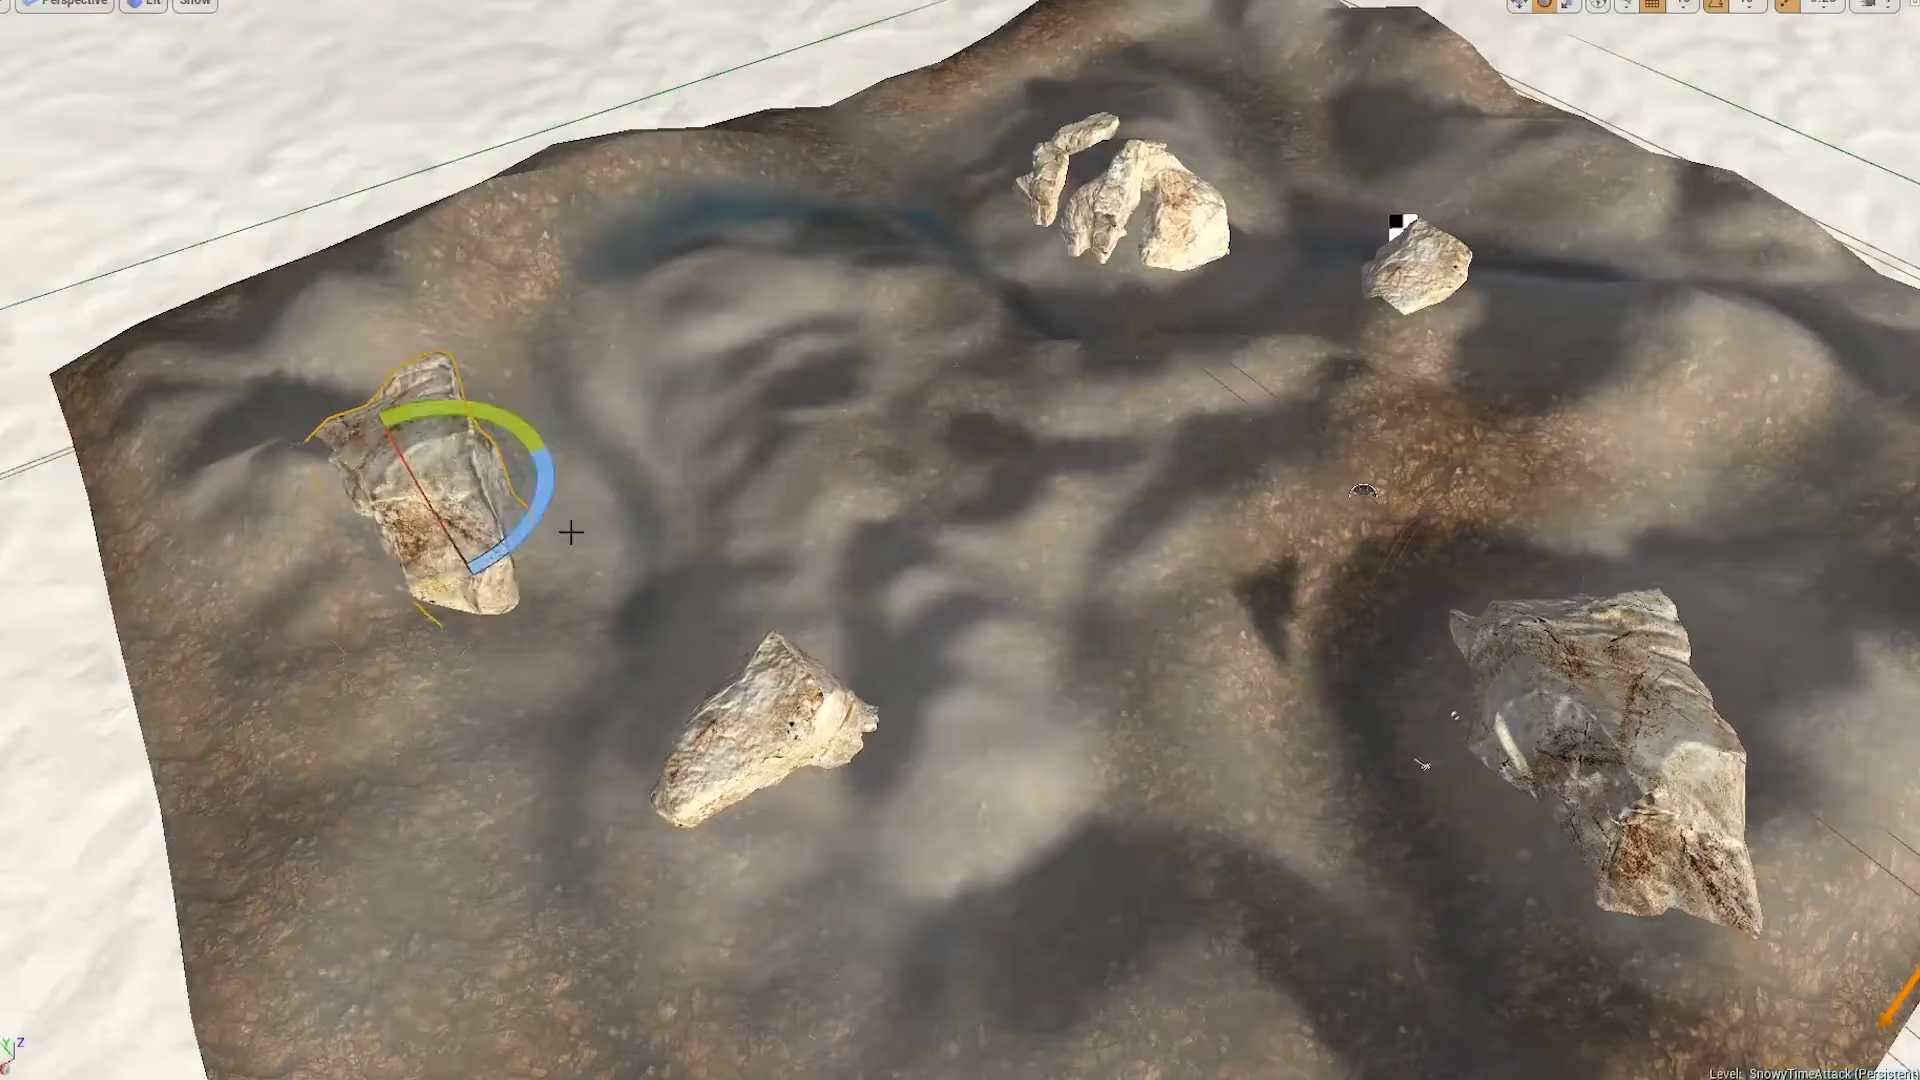 Perspective
Lit
Show
Y Z
Level: SnowyTimeAttack (Persistent)